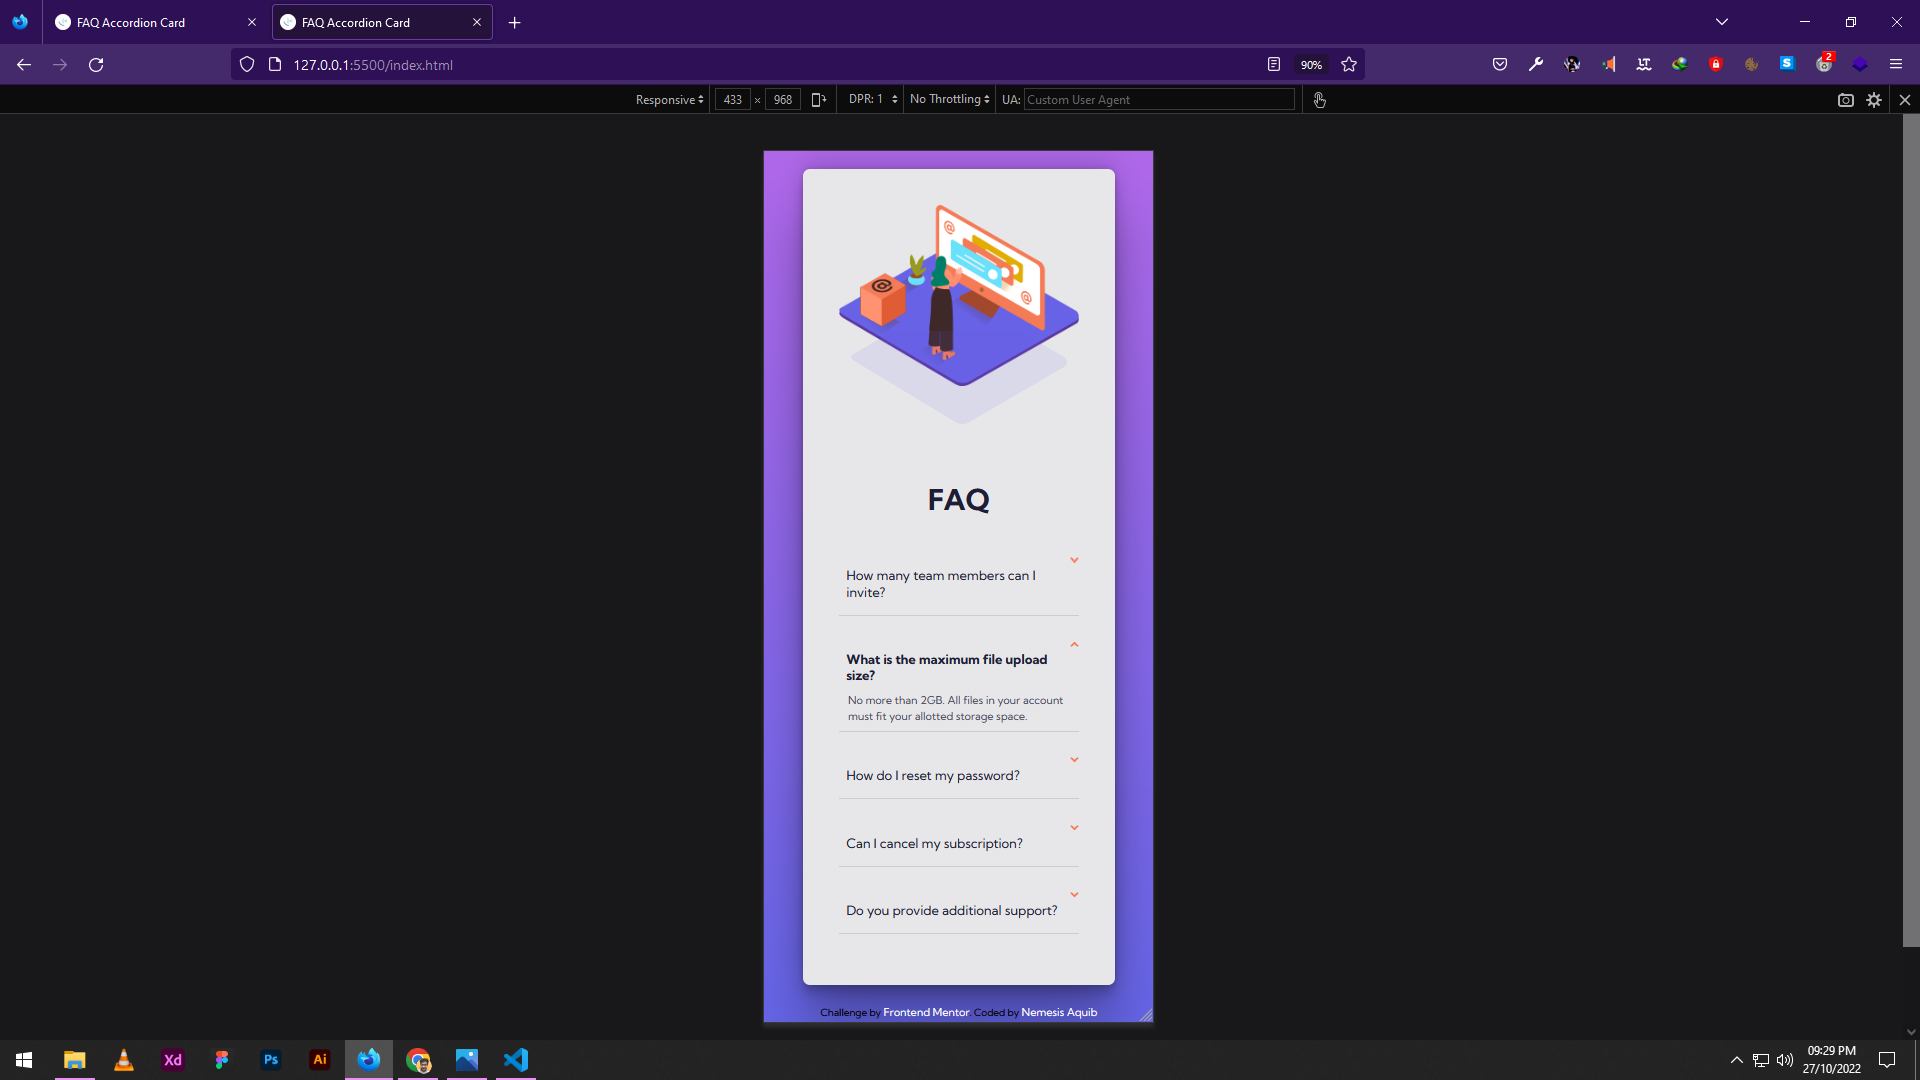 FAQ Accordion Card
FAQ Accordion Card
127.0.0.1:5500/index.html
90%
2
Responsive 433 × 968 DPR: 1 No Throttling UA: Custom User Agent
@
@
@
FAQ
How many team members can I
invite?
What is the maximum file upload
size?
No more than 2GB. All files in your account
must fit your allotted storage space.
How do I reset my password?
Can I cancel my subscription?
Do you provide additional support?
Challenge by Frontend Mentor. Coded by Nemesis Aquib
Xd
Ps
Ai
09:29 PM
27/10/2022